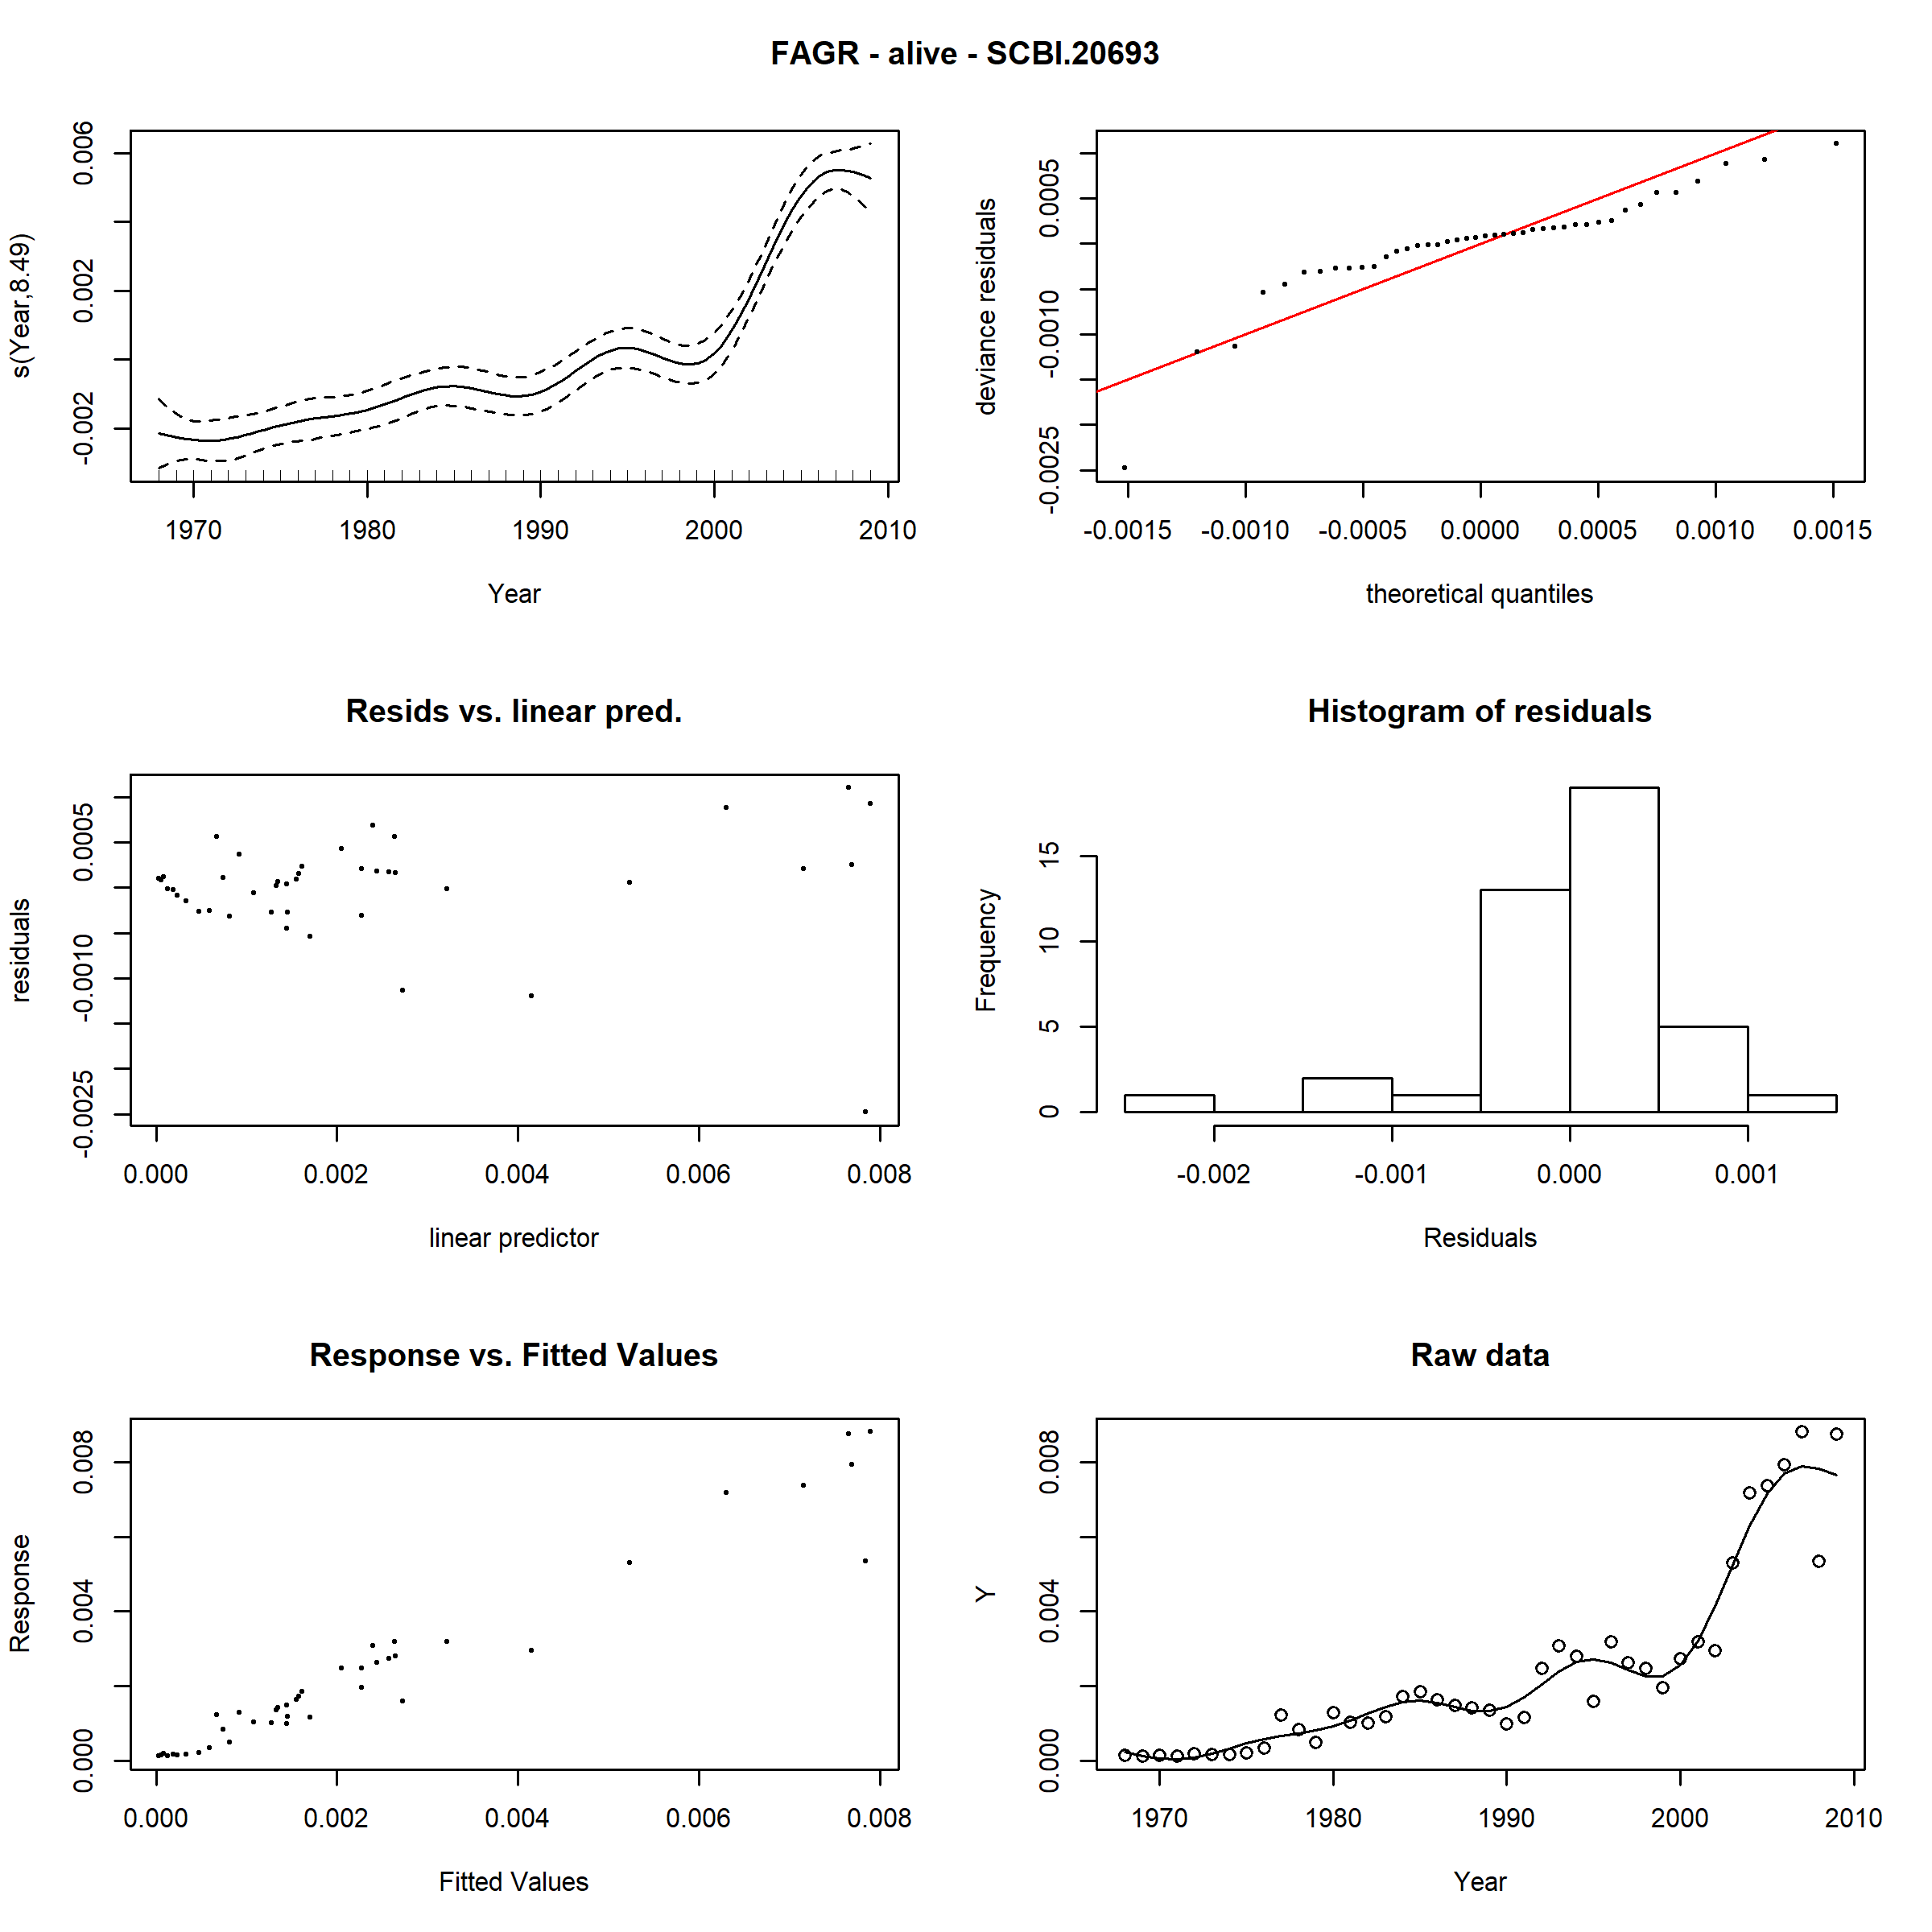 FAGR - alive - SCBI.20693
s(Year,8.49)
-0.002 0.002 0.006
1970 1980 1990 2000 2010
Year
deviance residuals
-0.0025 -0.0010 0.0005
-0.0015 -0.0010 -0.0005 0.0000 0.0005 0.0010 0.0015
theoretical quantiles
Resids vs. linear pred.
residuals
-0.0025 -0.0010 0.0005
0.000 0.002 0.004 0.006 0.008
linear predictor
Histogram of residuals
Frequency
0 5 10 15
-0.002 -0.001 0.000 0.001
Residuals
Response vs. Fitted Values
Response
0.000 0.004 0.008
0.000 0.002 0.004 0.006 0.008
Fitted Values
Raw data
Y
0.000 0.004 0.008
1970 1980 1990 2000 2010
Year